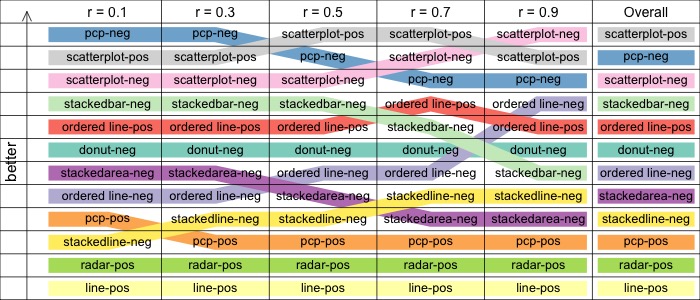 r = 0.1 r = 0.3 r = 0.5 r = 0.7 r = 0.9 Overall
pcp-neg pcp-neg scatterplot-pos scatterplot-pos scatterplot-neg scatterplot-pos
scatterplot-pos scatterplot-pos pcp-neg scatterplot-neg scatterplot-pos pcp-neg
scatterplot-neg scatterplot-neg scatterplot-neg pcp-neg pcp-neg scatterplot-neg
stackedbar-neg stackedbar-neg stackedbar-neg ordered line-pos ordered line-neg stackedbar-neg
ordered line-pos ordered line-pos ordered line-pos stackedbar-neg ordered line-pos ordered line-pos
donut-neg donut-neg donut-neg donut-neg donut-neg donut-neg
stackedarea-neg stackedarea-neg ordered line-neg ordered line-neg stackedbar-neg ordered line-neg
ordered line-neg ordered line-neg stackedarea-neg stackedline-neg stackedline-neg stackedarea-neg
pcp-pos stackedline-neg stackedline-neg stackedarea-neg stackedarea-neg stackedline-neg
stackedline-neg pcp-pos pcp-pos pcp-pos pcp-pos pcp-pos
radar-pos radar-pos radar-pos radar-pos radar-pos radar-pos
line-pos line-pos line-pos line-pos line-pos line-pos
better